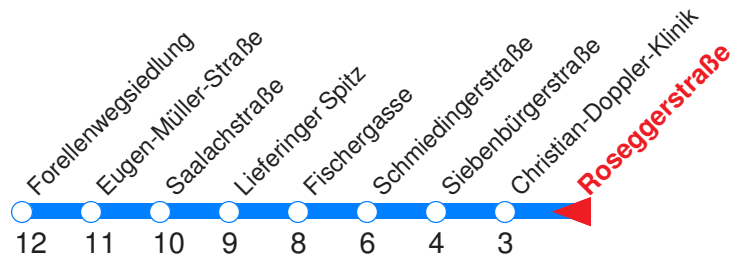 Forellenwegsiedlung
Eugen-Müller-Straße
Saalachstraße
Lieferinger Spitz
Fischergasse
Schmiedingerstraße
Siebenbürgerstraße
Christian-Doppler-Klinik
Roseggerstraße
12 11 10 9 8 6 4 3